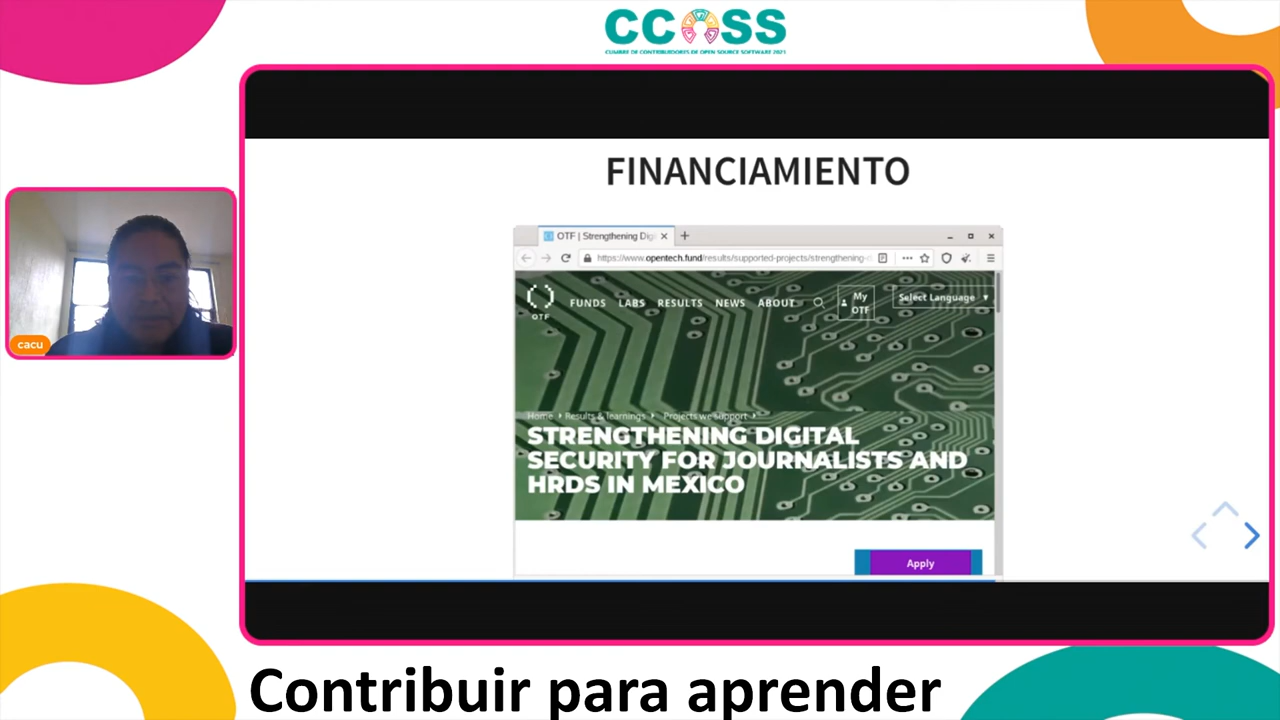 CCOSS
CUMBRE DE CONTRIBUIDORES DE OPEN SOURCE SOFTWARE 2021
FINANCIAMIENTO
OTF | Strengthening Dig
https://www.opentech.fund/results/supported-projects/strengthening-d
OTF
FUNDS LABS RESULTS NEWS ABOUT
My
OTF
Select Language
Home Results & learnings Projects we support
STRENGTHENING DIGITAL
SECURITY FOR JOURNALISTS AND
HRDS IN MEXICO
Apply
cacu
Contribuir para aprender